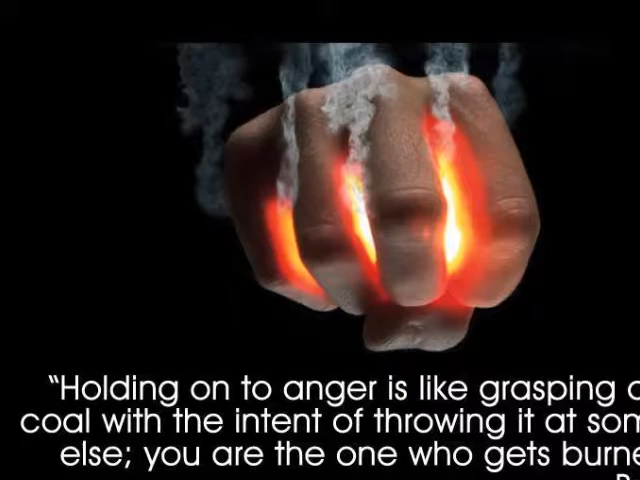 “Holding on to anger is like grasping
coal with the intent of throwing it at
else; you are the one who gets